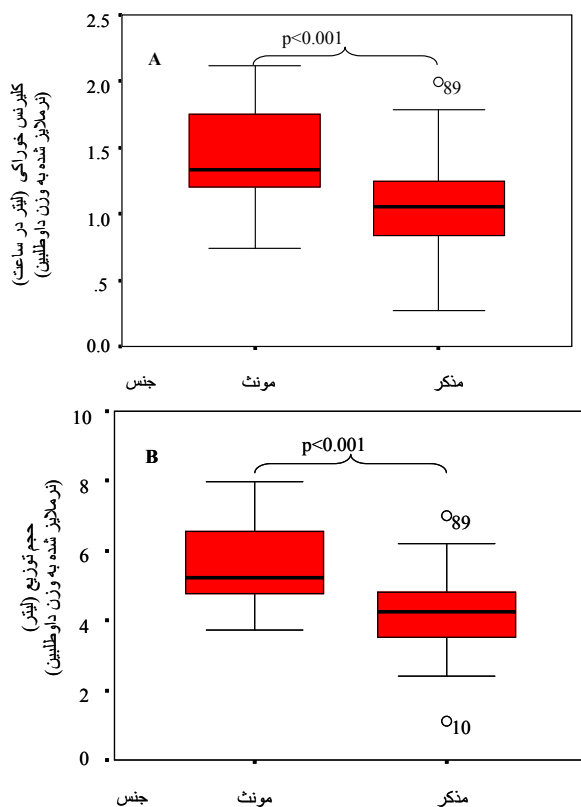 2.5
2.0
1.5
1.0
.5
0.0
A
p<0.001
89
کلیرنس خوراکی (لیتر در ساعت)
(نرمالایز شده به وزن داوطلبین)
جنس
مونث
مذکر
10
8
6
4
2
0
B
p<0.001
89
10
حجم توزیع (لیتر)
(نرمالایز شده به وزن داوطلبین)
جنس
مونث
مذکر